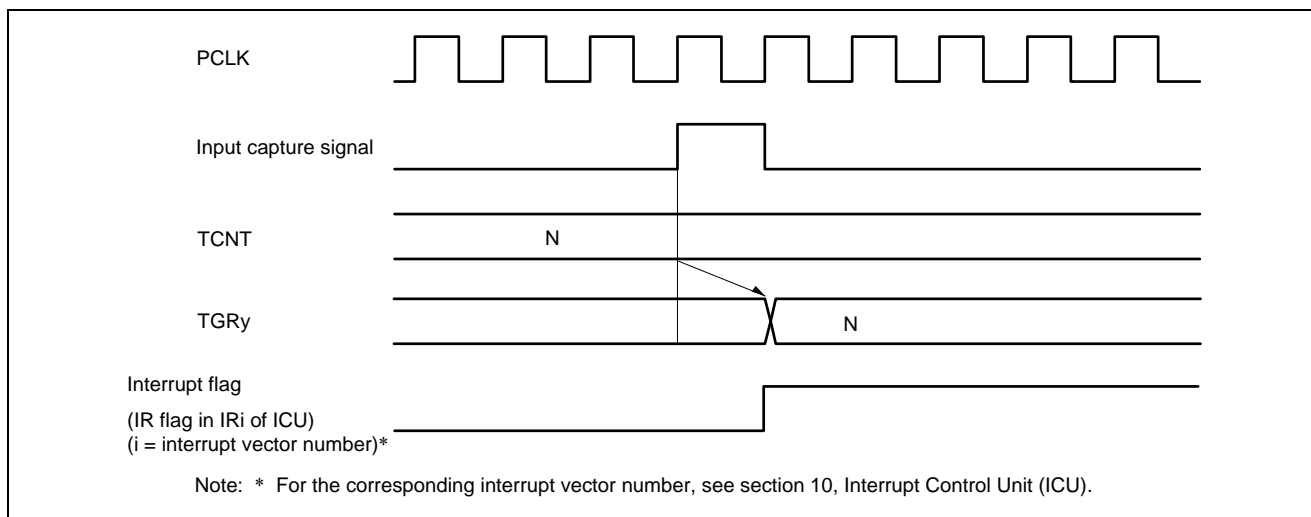 PCLK
Input capture signal
TCNT
N
TGRy
N
Interrupt flag
(IR flag in IRi of ICU)
(i = interrupt vector number)*
Note: * For the corresponding interrupt vector number, see section 10, Interrupt Control Unit (ICU).